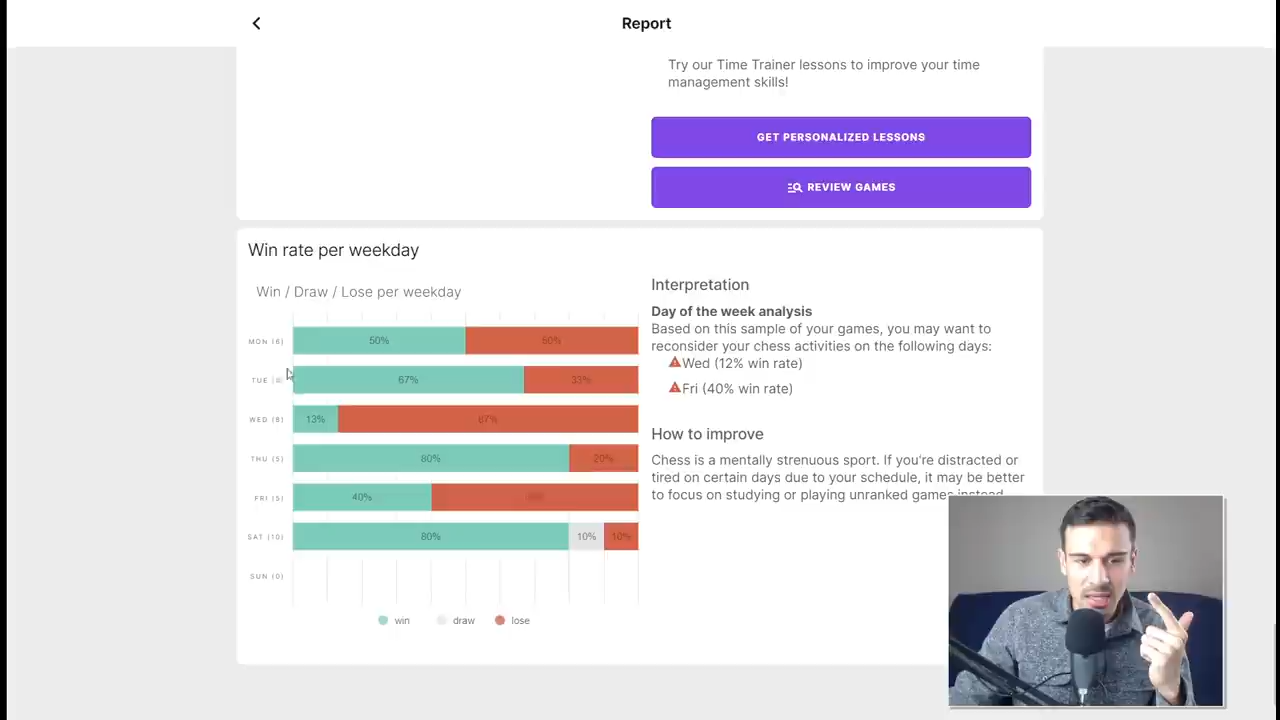 Report
Try our Time Trainer lessons to improve your time
management skills!
GET PERSONALIZED LESSONS
REVIEW GAMES
Win rate per weekday
Win / Draw / Lose per weekday
MON (6)
50%
50%
TUE
67%
33%
WED (8)
13%
87%
THU (5)
80%
20%
FRI (5)
40%
SAT (10)
80%
10%
10%
SUN (0)
win
draw
lose
Interpretation
Day of the week analysis
Based on this sample of your games, you may want to
reconsider your chess activities on the following days:
Wed (12% win rate)
Fri (40% win rate)
How to improve
Chess is a mentally strenuous sport. If you're distracted or
tired on certain days due to your schedule, it may be better
to focus on studying or playing unranked games instead